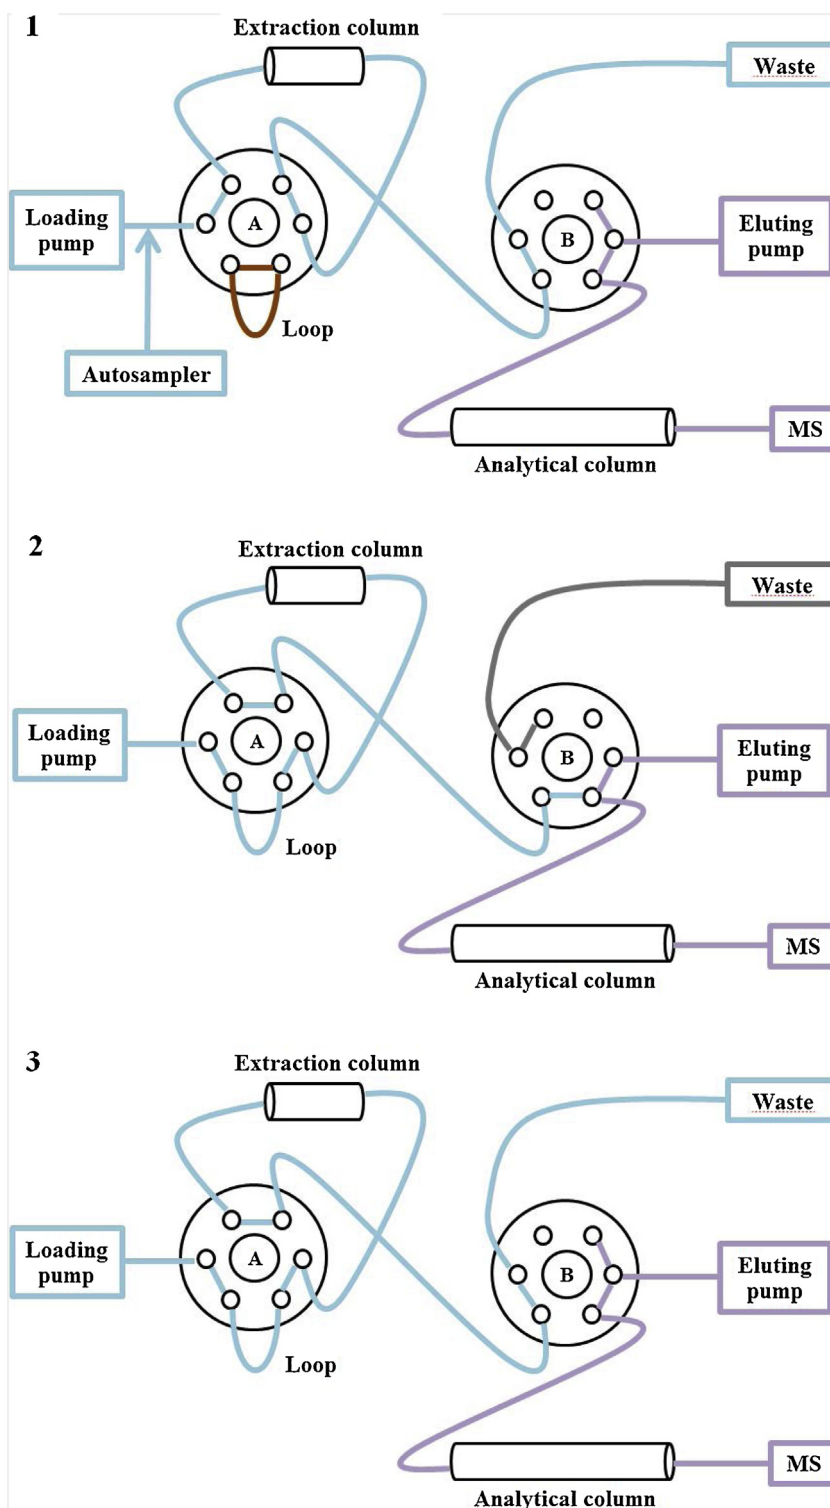 1
Extraction column
Waste
Loading
pump
A
B
Eluting
pump
Loop
Autosampler
MS
Analytical column
2
Extraction column
Waste
Loading
pump
A
B
Eluting
pump
Loop
MS
Analytical column
3
Extraction column
Waste
Loading
pump
A
B
Eluting
pump
Loop
MS
Analytical column